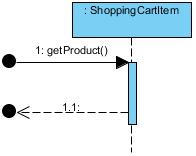 : ShoppingCartItem
1: getProduct()
1.1: